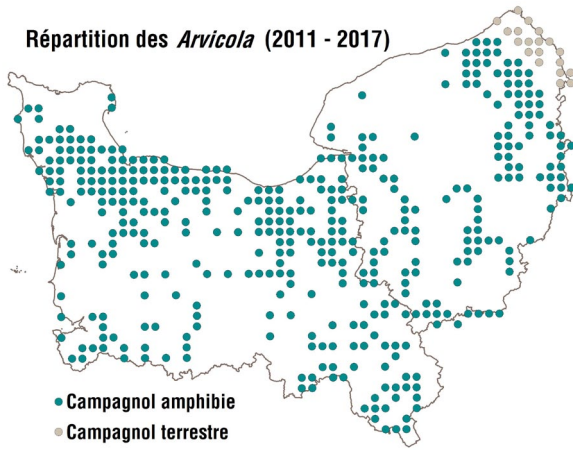 Répartition des Arvicola (2011 - 2017)
Campagnol amphibie
Campagnol terrestre